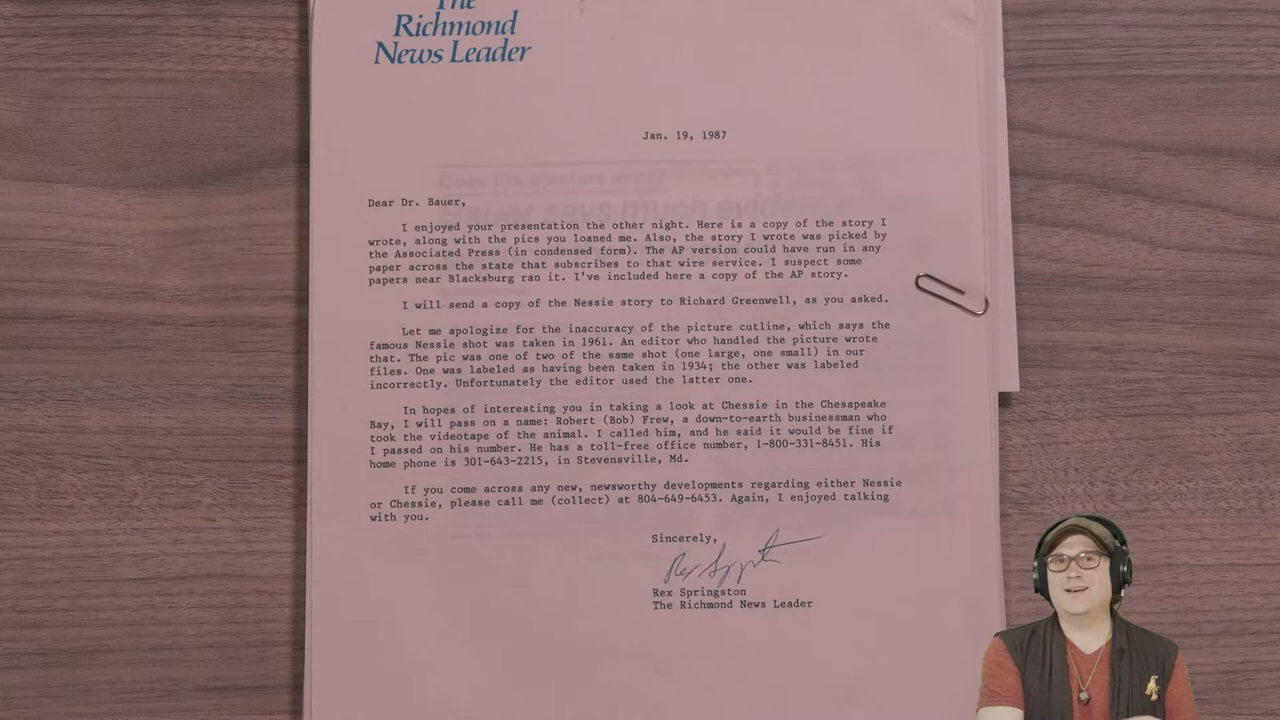 The
Richmond
News Leader
Jan. 19, 1987
Dear Dr. Bauer,
I enjoyed your presentation the other night. Here is a copy of the story I
wrote, along with the pics you loaned me. Also, the story I wrote was picked by
the Associated Press (in condensed form). The AP version could have run in any
paper across the state that subscribes to that wire service. I suspect some
papers near Blacksburg ran it. I've included here a copy of the AP story.
I will send a copy of the Nessie story to Richard Greenwell, as you asked.
Let me apologize for the inaccuracy of the picture cutline, which says the
famous Nessie shot was taken in 1961. An editor who handled the picture wrote
that. The pic was one of two of the same shot (one large, one small) in our
files. One was labeled as having been taken in 1934; the other was labeled
incorrectly. Unfortunately the editor used the latter one.
In hopes of interesting you in taking a look at Chessie in the Chesapeake
Bay, I will pass on a name: Robert (Bob) Frew, a down-to-earth businessman who
took the videotape of the animal. I called him, and he said it would be fine if
I passed on his number. He has a toll-free office number, 1-800-331-8451. His
home phone is 301-643-2215, in Stevensville, Md.
If you come across any new, newsworthy developments regarding either Nessie
or Chessie, please call me (collect) at 804-649-6453. Again, I enjoyed talking
with you.
Sincerely,
Rex Springston
The Richmond News Leader